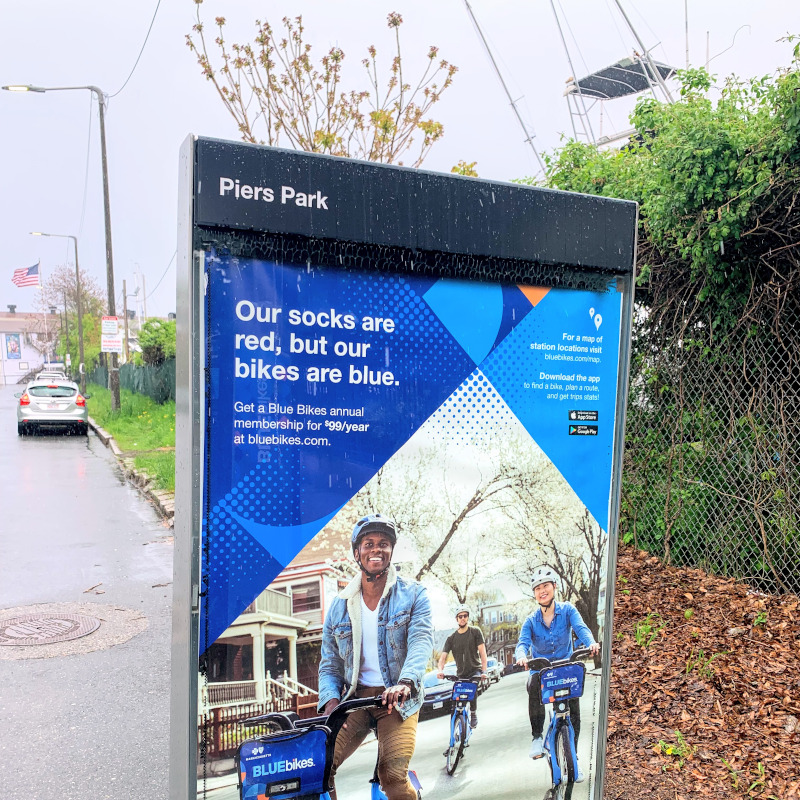 Piers Park
Our socks are
red, but our
bikes are blue.
Get a Blue Bikes annual
membership for $99/year
at bluebikes.com.
For a map of
station locations visit
bluebikes.com/map.
Download the app
to find a bike, plan a route,
and get trips stats!
App Store
Google Play
BLUEbikes.
BLUEbikes.
BLUEbikes.